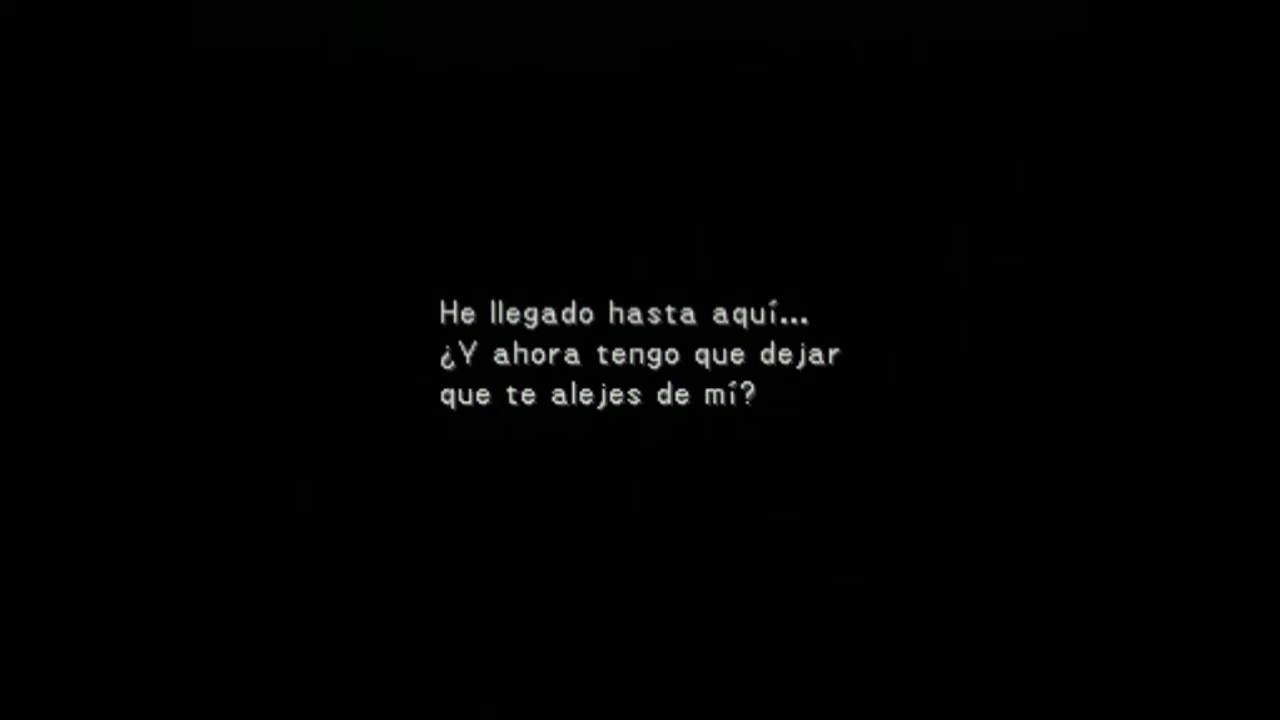 He llegado hasta aquí...
¿Y ahora tengo que dejar
que te alejes de mí?